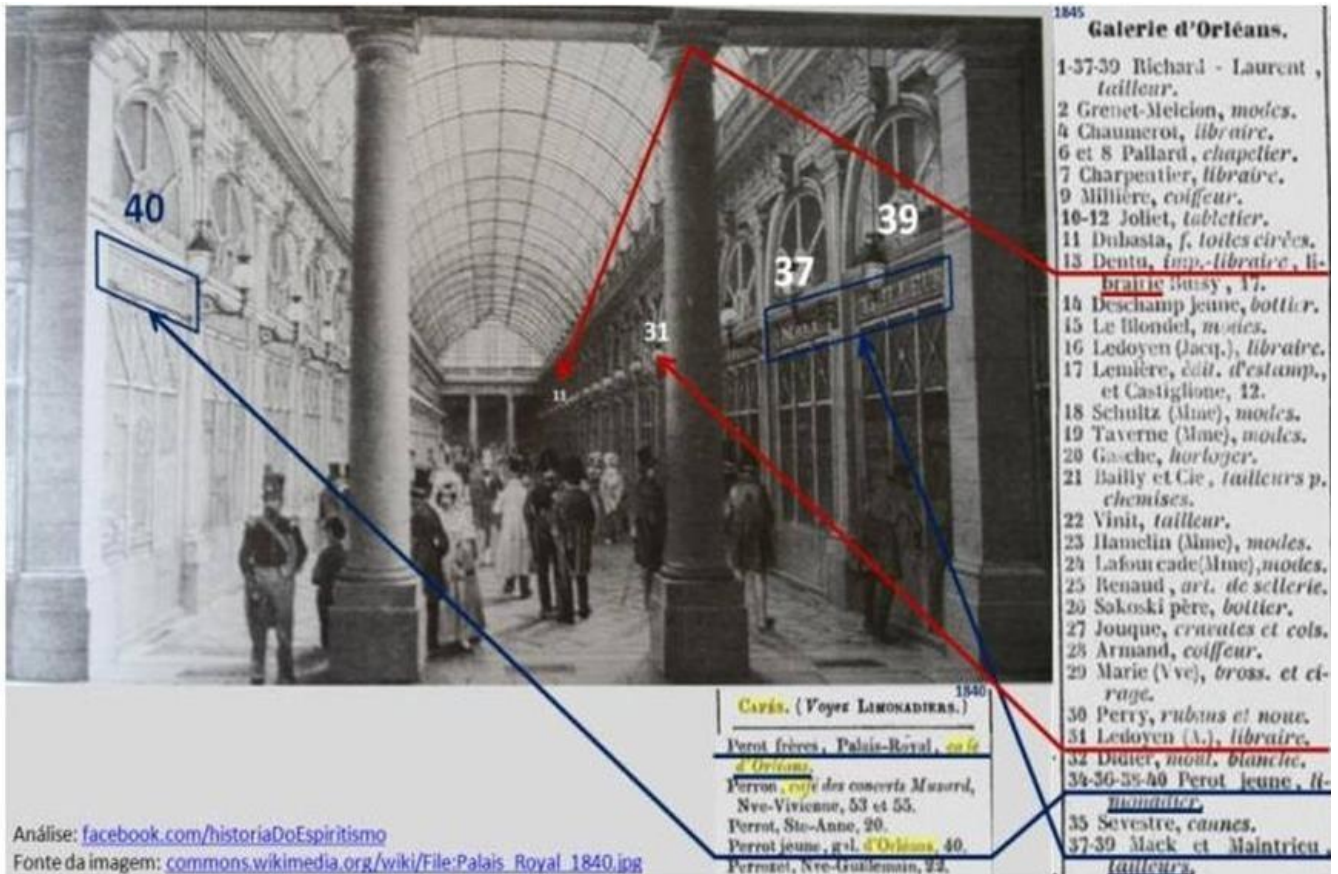 40
37
39
31
11
1845
Galerie d'Orléans.
1-37-39 Richard - Laurent,
tailleur.
2 Grenet-Melcion, modes.
4 Chaumerot, libraire.
6 et 8 Pallard, chapelier.
7 Charpentier, libraire.
9 Millière, coiffeur.
10-12 Joliet, tabletier.
11 Dubasta, f. toiles cirées.
13 Dentu, imp.-libraire, li-
brairie Bussy, 17.
14 Deschamp jeune, bottier.
15 Le Blondel, modes.
16 Ledoyen (Jacq.), libraire.
17 Lemière, édit. d'estamp.,
et Castiglione, 12.
18 Schultz (Mme), modes.
19 Taverne (Mme), modes.
20 Gasche, horloger.
21 Bailly et Cie, tailleurs p.
chemises.
22 Vinit, tailleur.
23 Hamelin (Mme), modes.
24 Lafourcade (Mme), modes.
25 Renaud, art. de sellerie.
26 Sakoski père, bottier.
27 Jouque, cravates et cols.
28 Armand, coiffeur.
29 Marie (Vve), bross. et ci-
rage.
30 Perry, rubans et nouv.
31 Ledoyen (A.), libraire.
32 Didier, moul. blanche.
34-36-38-40 Perot jeune, li-
monadier.
35 Sevestre, cannes.
37-39 Mack et Maintrieu,
tailleurs.
1840
Cafés. (Voyez Limonadiers.)
Perot frères, Palais-Royal, café
d'Orléans.
Perron, café des concerts Musard,
Nve-Vivienne, 53 et 55.
Perrot, Ste-Anne, 20.
Perrot jeune, gal. d'Orléans, 40.
Perrozet, Nve-Guillemain, 22.
Análise: facebook.com/historiaDoEspiritismo
Fonte da imagem: commons.wikimedia.org/wiki/File:Palais_Royal_1840.jpg